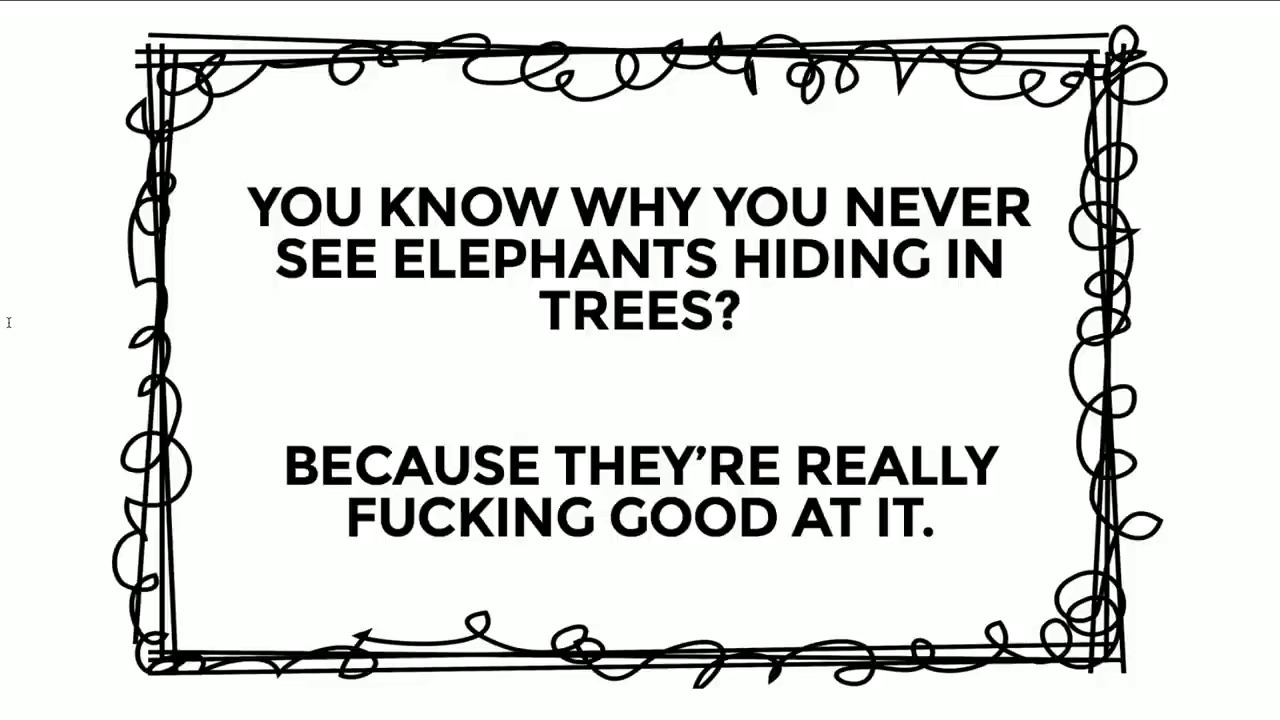 YOU KNOW WHY YOU NEVER
SEE ELEPHANTS HIDING IN
TREES?
BECAUSE THEY’RE REALLY
FUCKING GOOD AT IT.